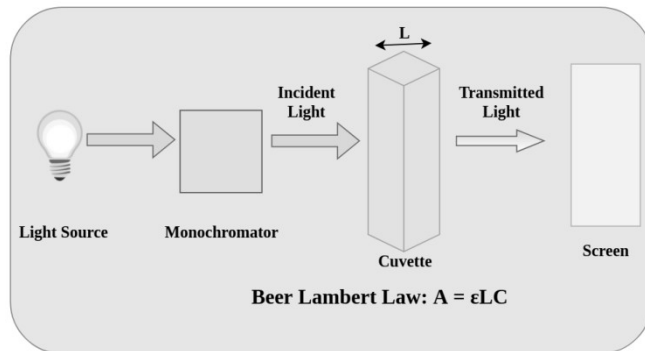 L
Incident
Light
Transmitted
Light
Light Source
Monochromator
Cuvette
Screen
Beer Lambert Law: A = εLC